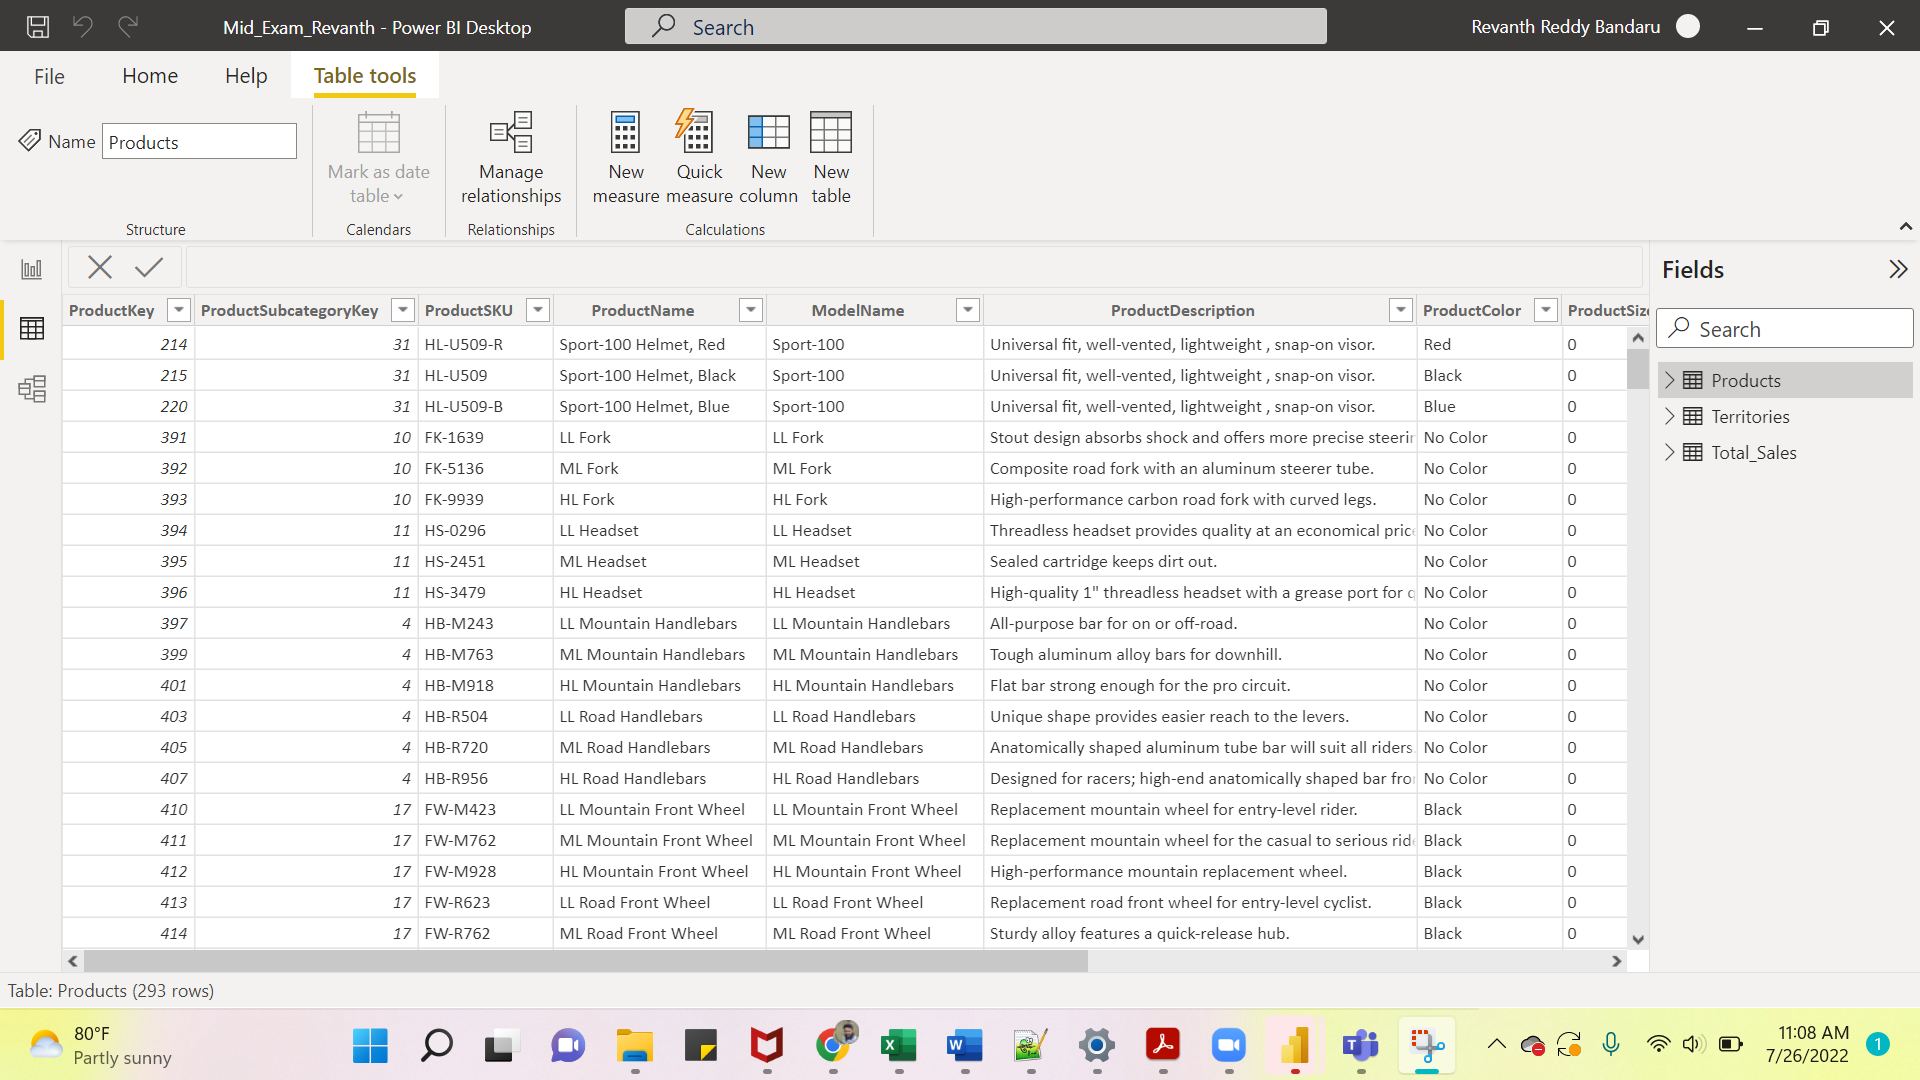 Mid_Exam_Revanth - Power BI Desktop
Search
Revanth Reddy Bandaru
File
Home
Help
Table tools
Name
Products
Mark as date table
Manage relationships
New measure
Quick measure
New column
New table
Structure
Calendars
Relationships
Calculations
ProductKey ProductSubcategoryKey ProductSKU ProductName ModelName ProductDescription ProductColor
214 31 HL-U509-R Sport-100 Helmet, Red Sport-100 Universal fit, well-vented, lightweight , snap-on visor. Red 0
215 31 HL-U509 Sport-100 Helmet, Black Sport-100 Universal fit, well-vented, lightweight , snap-on visor. Black 0
220 31 HL-U509-B Sport-100 Helmet, Blue Sport-100 Universal fit, well-vented, lightweight , snap-on visor. Blue 0
391 10 FK-1639 LL Fork LL Fork Stout design absorbs shock and offers more precise No Color 0
392 10 FK-5136 ML Fork ML Fork Composite road fork with an aluminum steerer tube. No Color 0
393 10 FK-9939 HL Fork HL Fork High-performance carbon road fork with curved legs. No Color 0
394 11 HS-0296 LL Headset LL Headset Threadless headset provides quality at an economical No Color 0
395 11 HS-2451 ML Headset ML Headset Sealed cartridge keeps dirt out. No Color 0
396 11 HS-3479 HL Headset HL Headset High-quality 1" threadless headset with a grease port for No Color 0
397 4 HB-M243 LL Mountain Handlebars LL Mountain Handlebars All-purpose bar for on or off-road. No Color 0
399 4 HB-M763 ML Mountain Handlebars ML Mountain Handlebars Tough aluminum alloy bars for downhill. No Color 0
401 4 HB-M918 HL Mountain Handlebars HL Mountain Handlebars Flat bar strong enough for the pro circuit. No Color 0
403 4 HB-R504 LL Road Handlebars LL Road Handlebars Unique shape provides easier reach to the levers. No Color 0
405 4 HB-R720 ML Road Handlebars ML Road Handlebars Anatomically shaped aluminum tube bar will suit all riders. No Color 0
407 4 HB-R956 HL Road Handlebars HL Road Handlebars Designed for racers; high-end anatomically shaped bar No Color 0
410 17 FW-M423 LL Mountain Front Wheel LL Mountain Front Wheel Replacement mountain wheel for entry-level rider. Black 0
411 17 FW-M762 ML Mountain Front Wheel ML Mountain Front Wheel Replacement mountain wheel for the casual to serious Black 0
412 17 FW-M928 HL Mountain Front Wheel HL Mountain Front Wheel High-performance mountain replacement wheel. Black 0
413 17 FW-R623 LL Road Front Wheel LL Road Front Wheel Replacement road front wheel for entry-level cyclist. Black 0
414 17 FW-R762 ML Road Front Wheel ML Road Front Wheel Sturdy alloy features a quick-release hub. Black 0
Fields
Search
Products
Territories
Total_Sales
Table: Products (293 rows)
80°F
Partly sunny
11:08 AM
7/26/2022
1